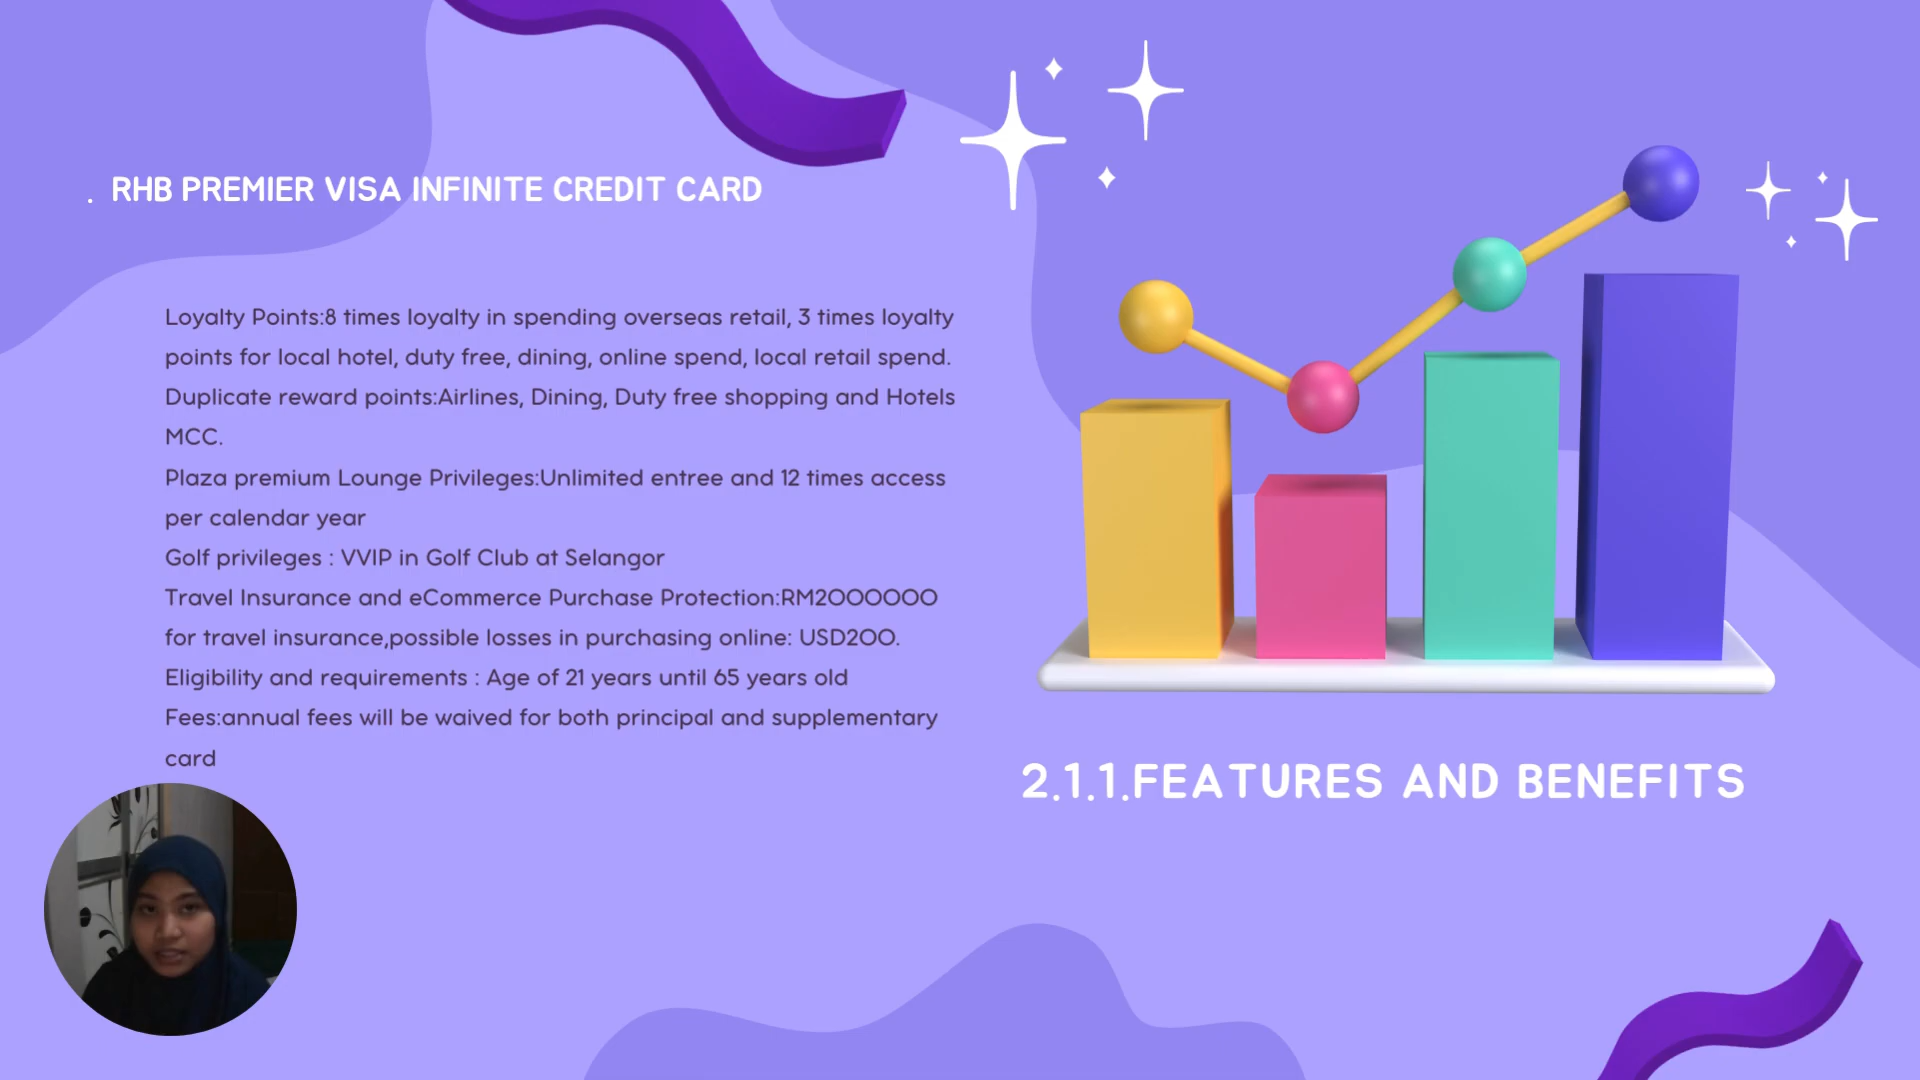 . RHB PREMIER VISA INFINITE CREDIT CARD
Loyalty Points:8 times loyalty in spending overseas retail, 3 times loyalty
points for local hotel, duty free, dining, online spend, local retail spend.
Duplicate reward points:Airlines, Dining, Duty free shopping and Hotels
MCC.
Plaza premium Lounge Privileges:Unlimited entree and 12 times access
per calendar year
Golf privileges : VVIP in Golf Club at Selangor
Travel Insurance and eCommerce Purchase Protection:RM2000000
for travel insurance,possible losses in purchasing online: USD200.
Eligibility and requirements : Age of 21 years until 65 years old
Fees:annual fees will be waived for both principal and supplementary
card
2.1.1.FEATURES AND BENEFITS